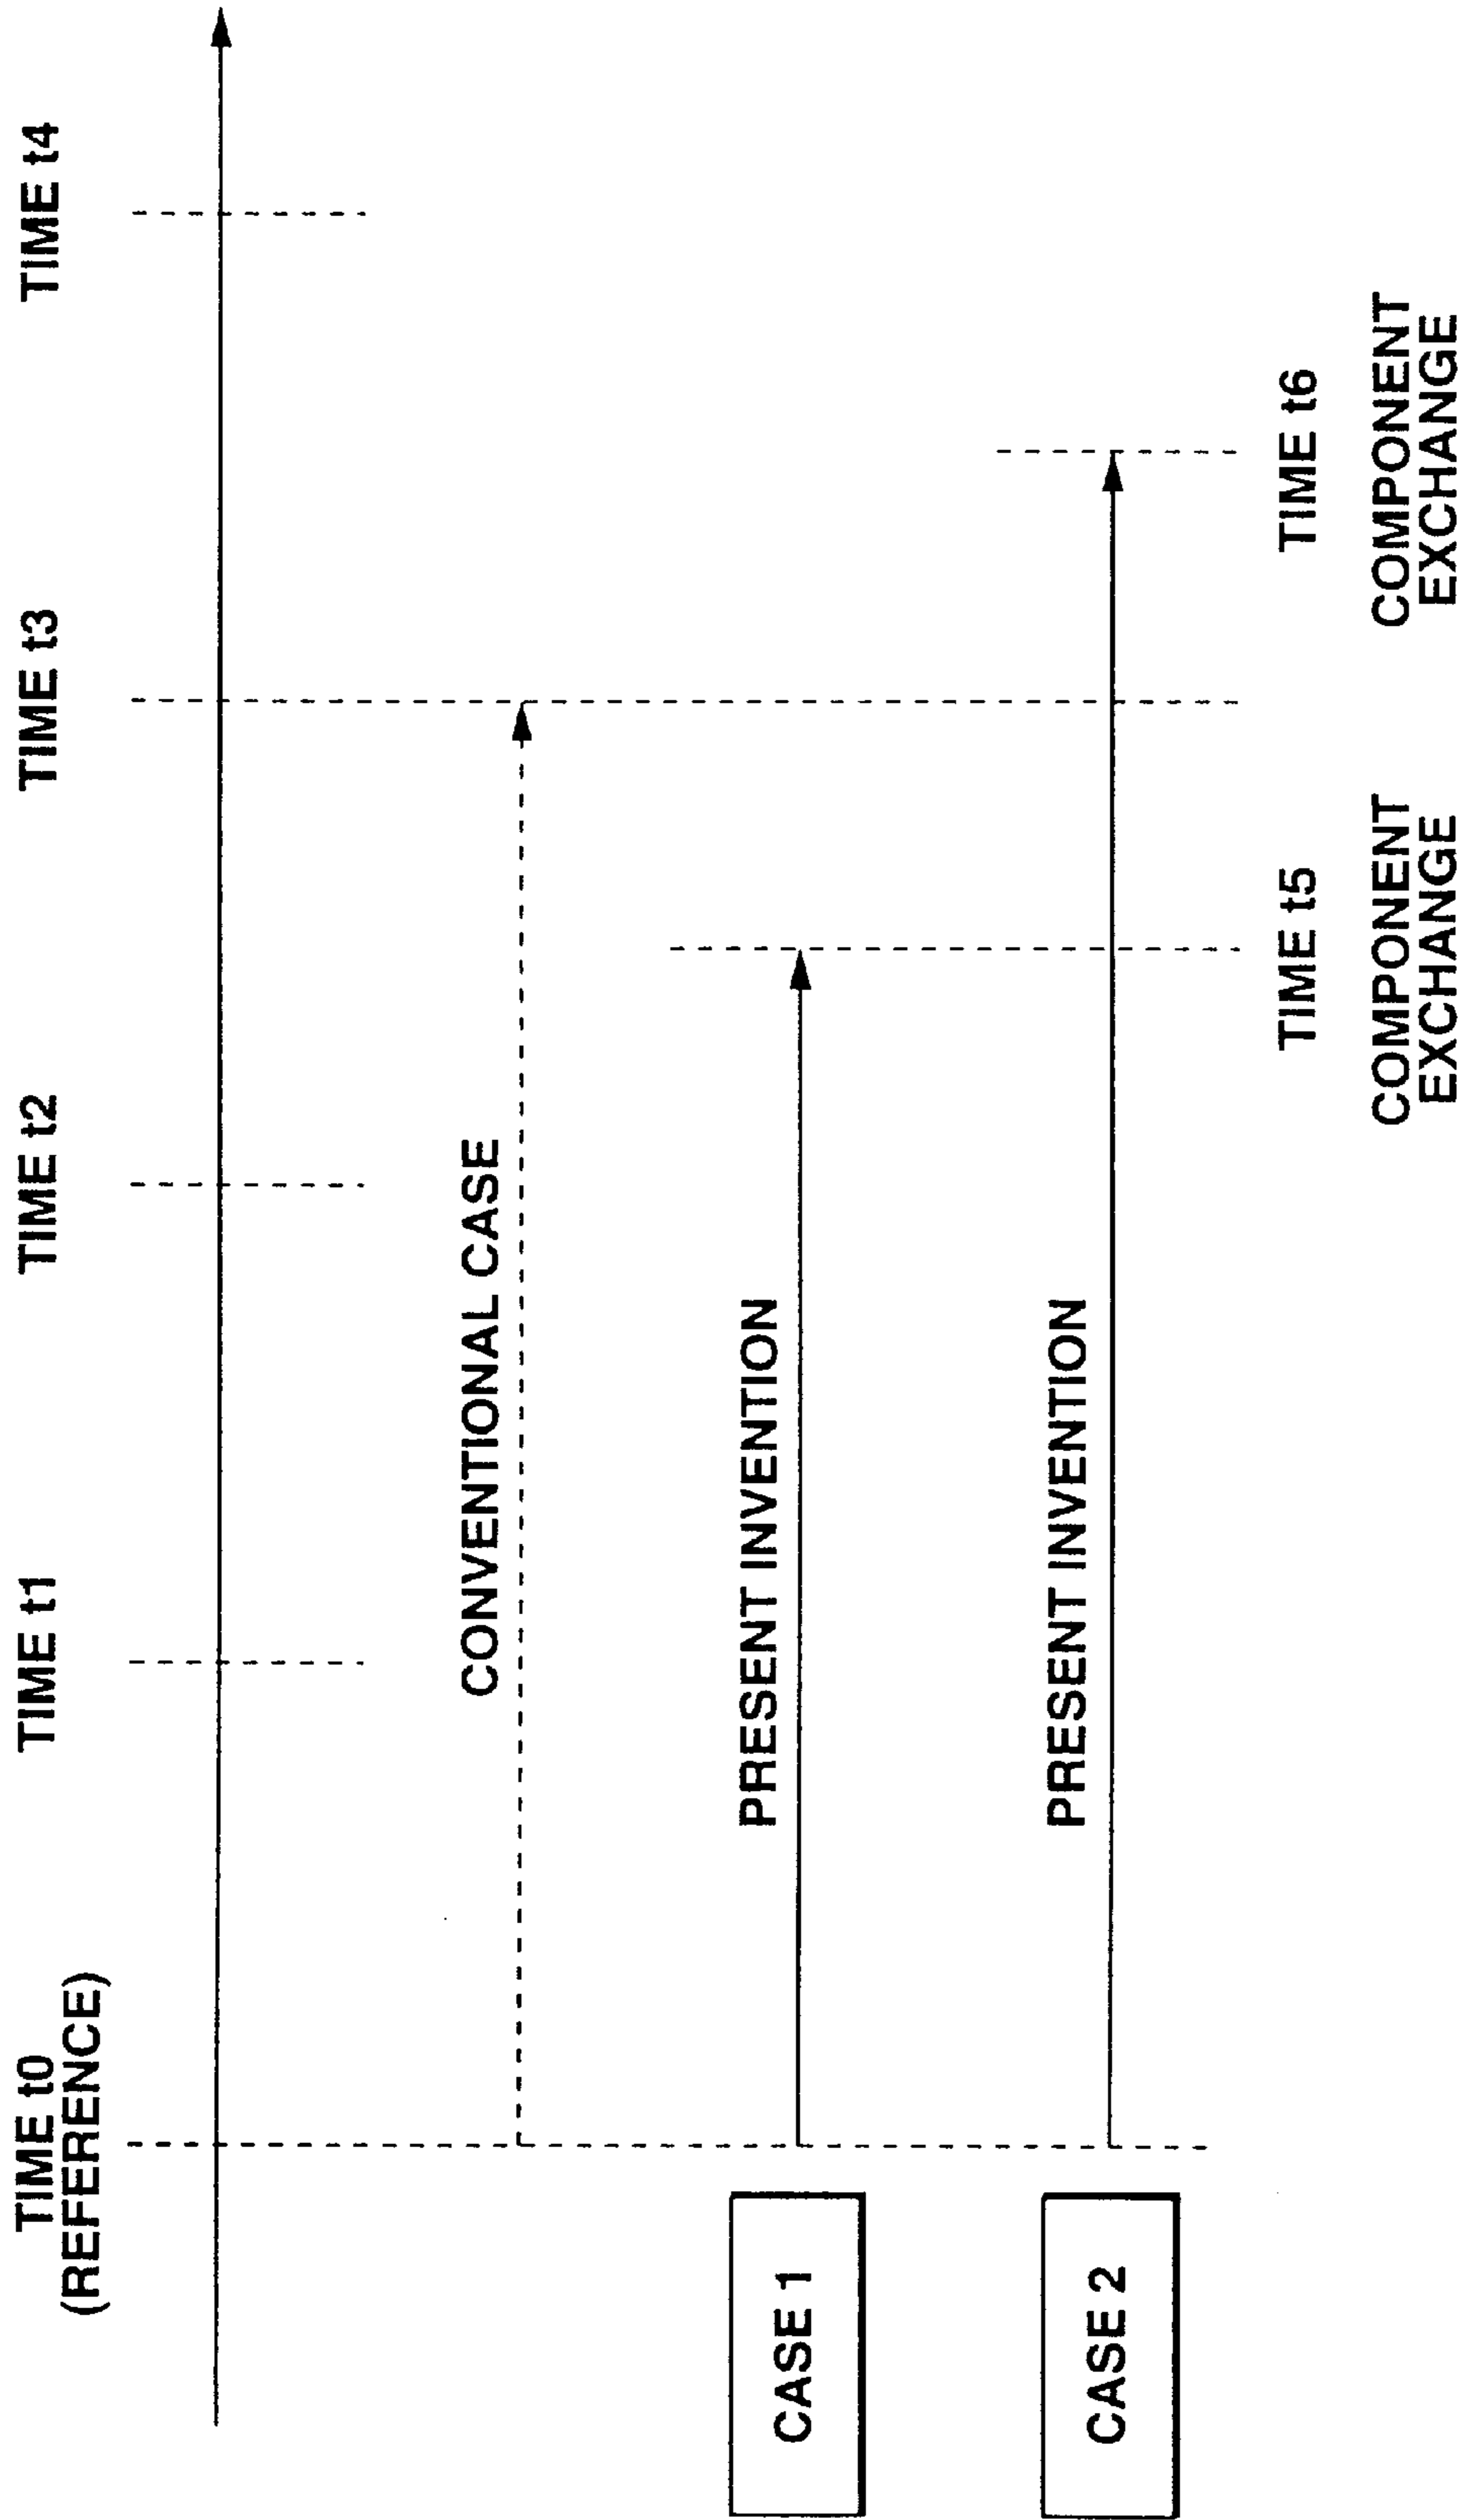 TIME t0
(REFERENCE)
TIME t1
TIME t2
TIME t3
TIME t4
CONVENTIONAL CASE
CASE 1
PRESENT INVENTION
CASE 2
PRESENT INVENTION
TIME t5
TIME t6
COMPONENT
EXCHANGE
COMPONENT
EXCHANGE